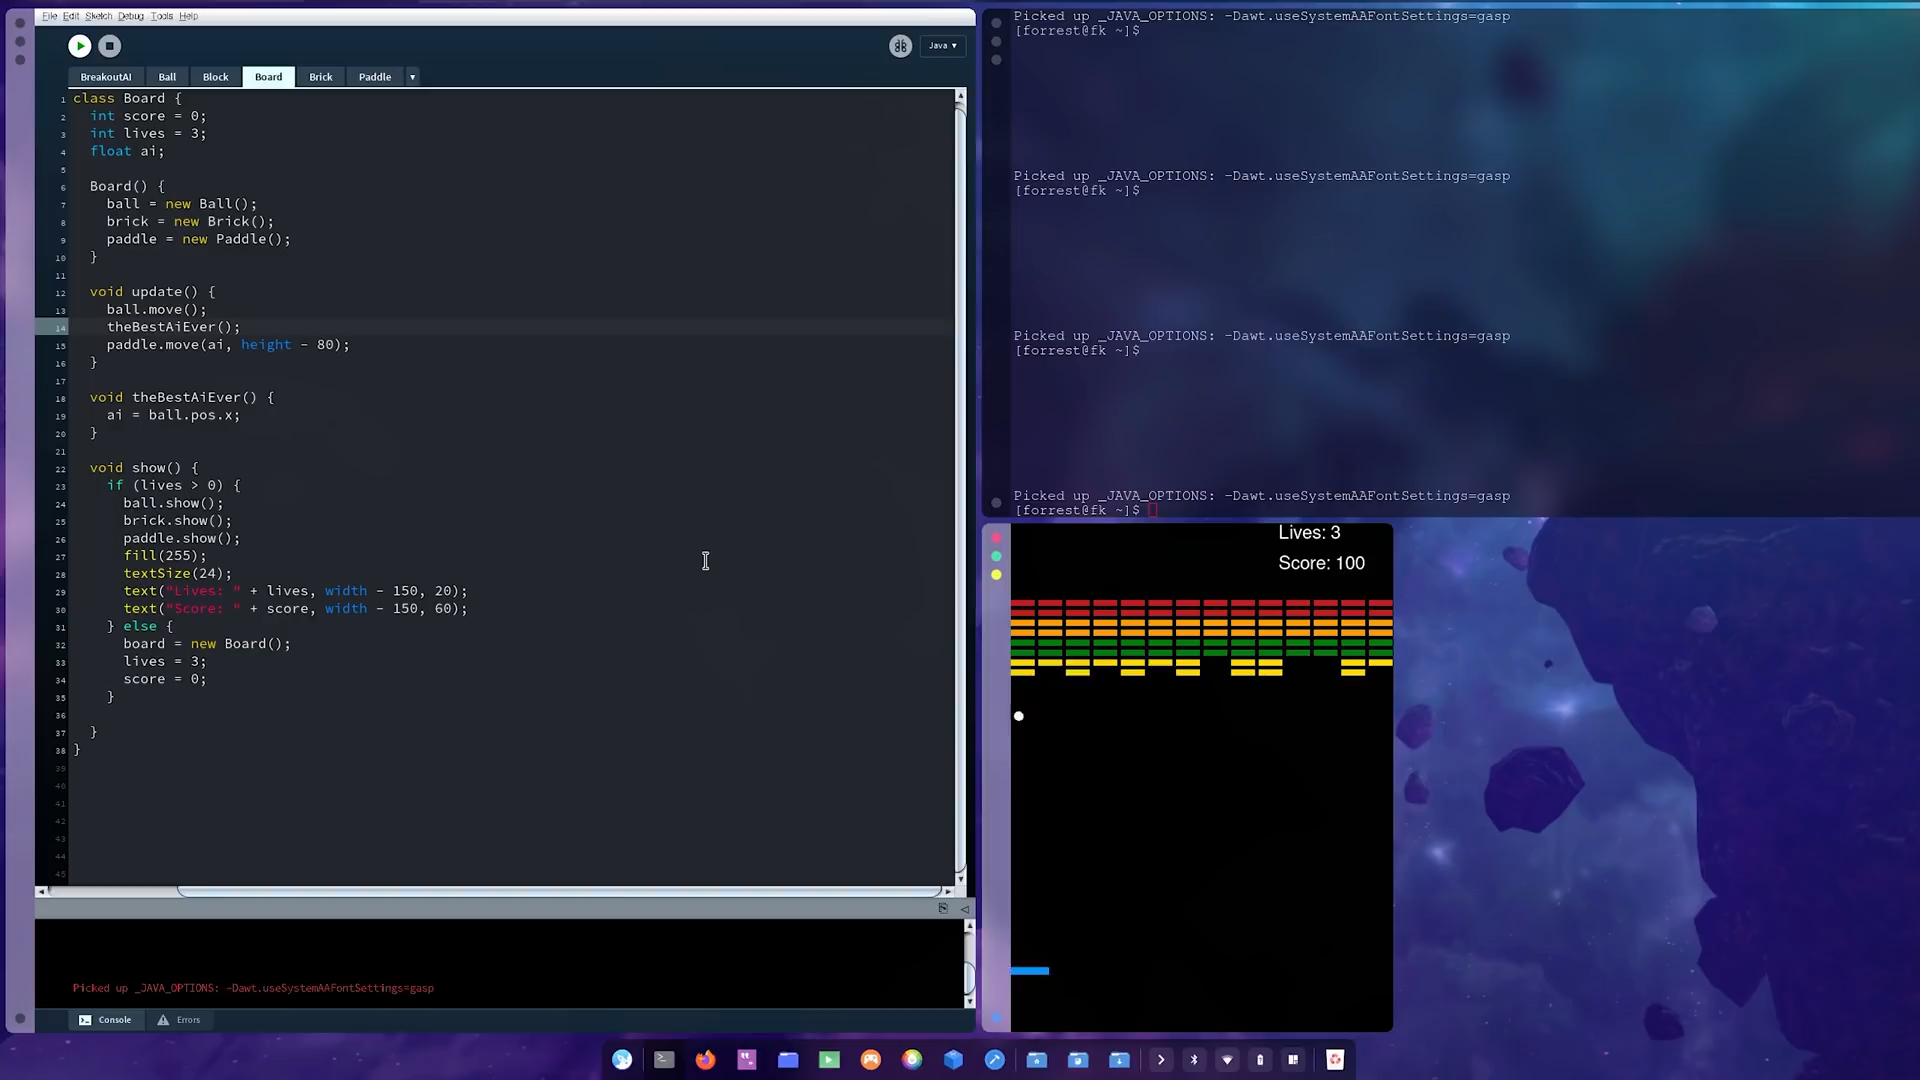 File Edit Sketch Debug Tools Help
Java ▾
BreakoutAI Ball Block Board Brick Paddle ▾
1 class Board {
2 int score = 0;
3 int lives = 3;
4 float ai;
5
6 Board() {
7 ball = new Ball();
8 brick = new Brick();
9 paddle = new Paddle();
10 }
11
12 void update() {
13 ball.move();
14 theBestAiEver();
15 paddle.move(ai, height - 80);
16 }
17
18 void theBestAiEver() {
19 ai = ball.pos.x;
20 }
21
22 void show() {
23 if (lives > 0) {
24 ball.show();
25 brick.show();
26 paddle.show();
27 fill(255);
28 textSize(24);
29 text("Lives: " + lives, width - 150, 20);
30 text("Score: " + score, width - 150, 60);
31 } else {
32 board = new Board();
33 lives = 3;
34 score = 0;
35 }
36
37 }
38 }
39
40
41
42
43
44
45
Picked up _JAVA_OPTIONS: -Dawt.useSystemAAFontSettings=gasp
Console Errors
Picked up _JAVA_OPTIONS: -Dawt.useSystemAAFontSettings=gasp
[forrest@fk ~]$
Picked up _JAVA_OPTIONS: -Dawt.useSystemAAFontSettings=gasp
[forrest@fk ~]$
Picked up _JAVA_OPTIONS: -Dawt.useSystemAAFontSettings=gasp
[forrest@fk ~]$
Picked up _JAVA_OPTIONS: -Dawt.useSystemAAFontSettings=gasp
[forrest@fk ~]$
Lives: 3
Score: 100